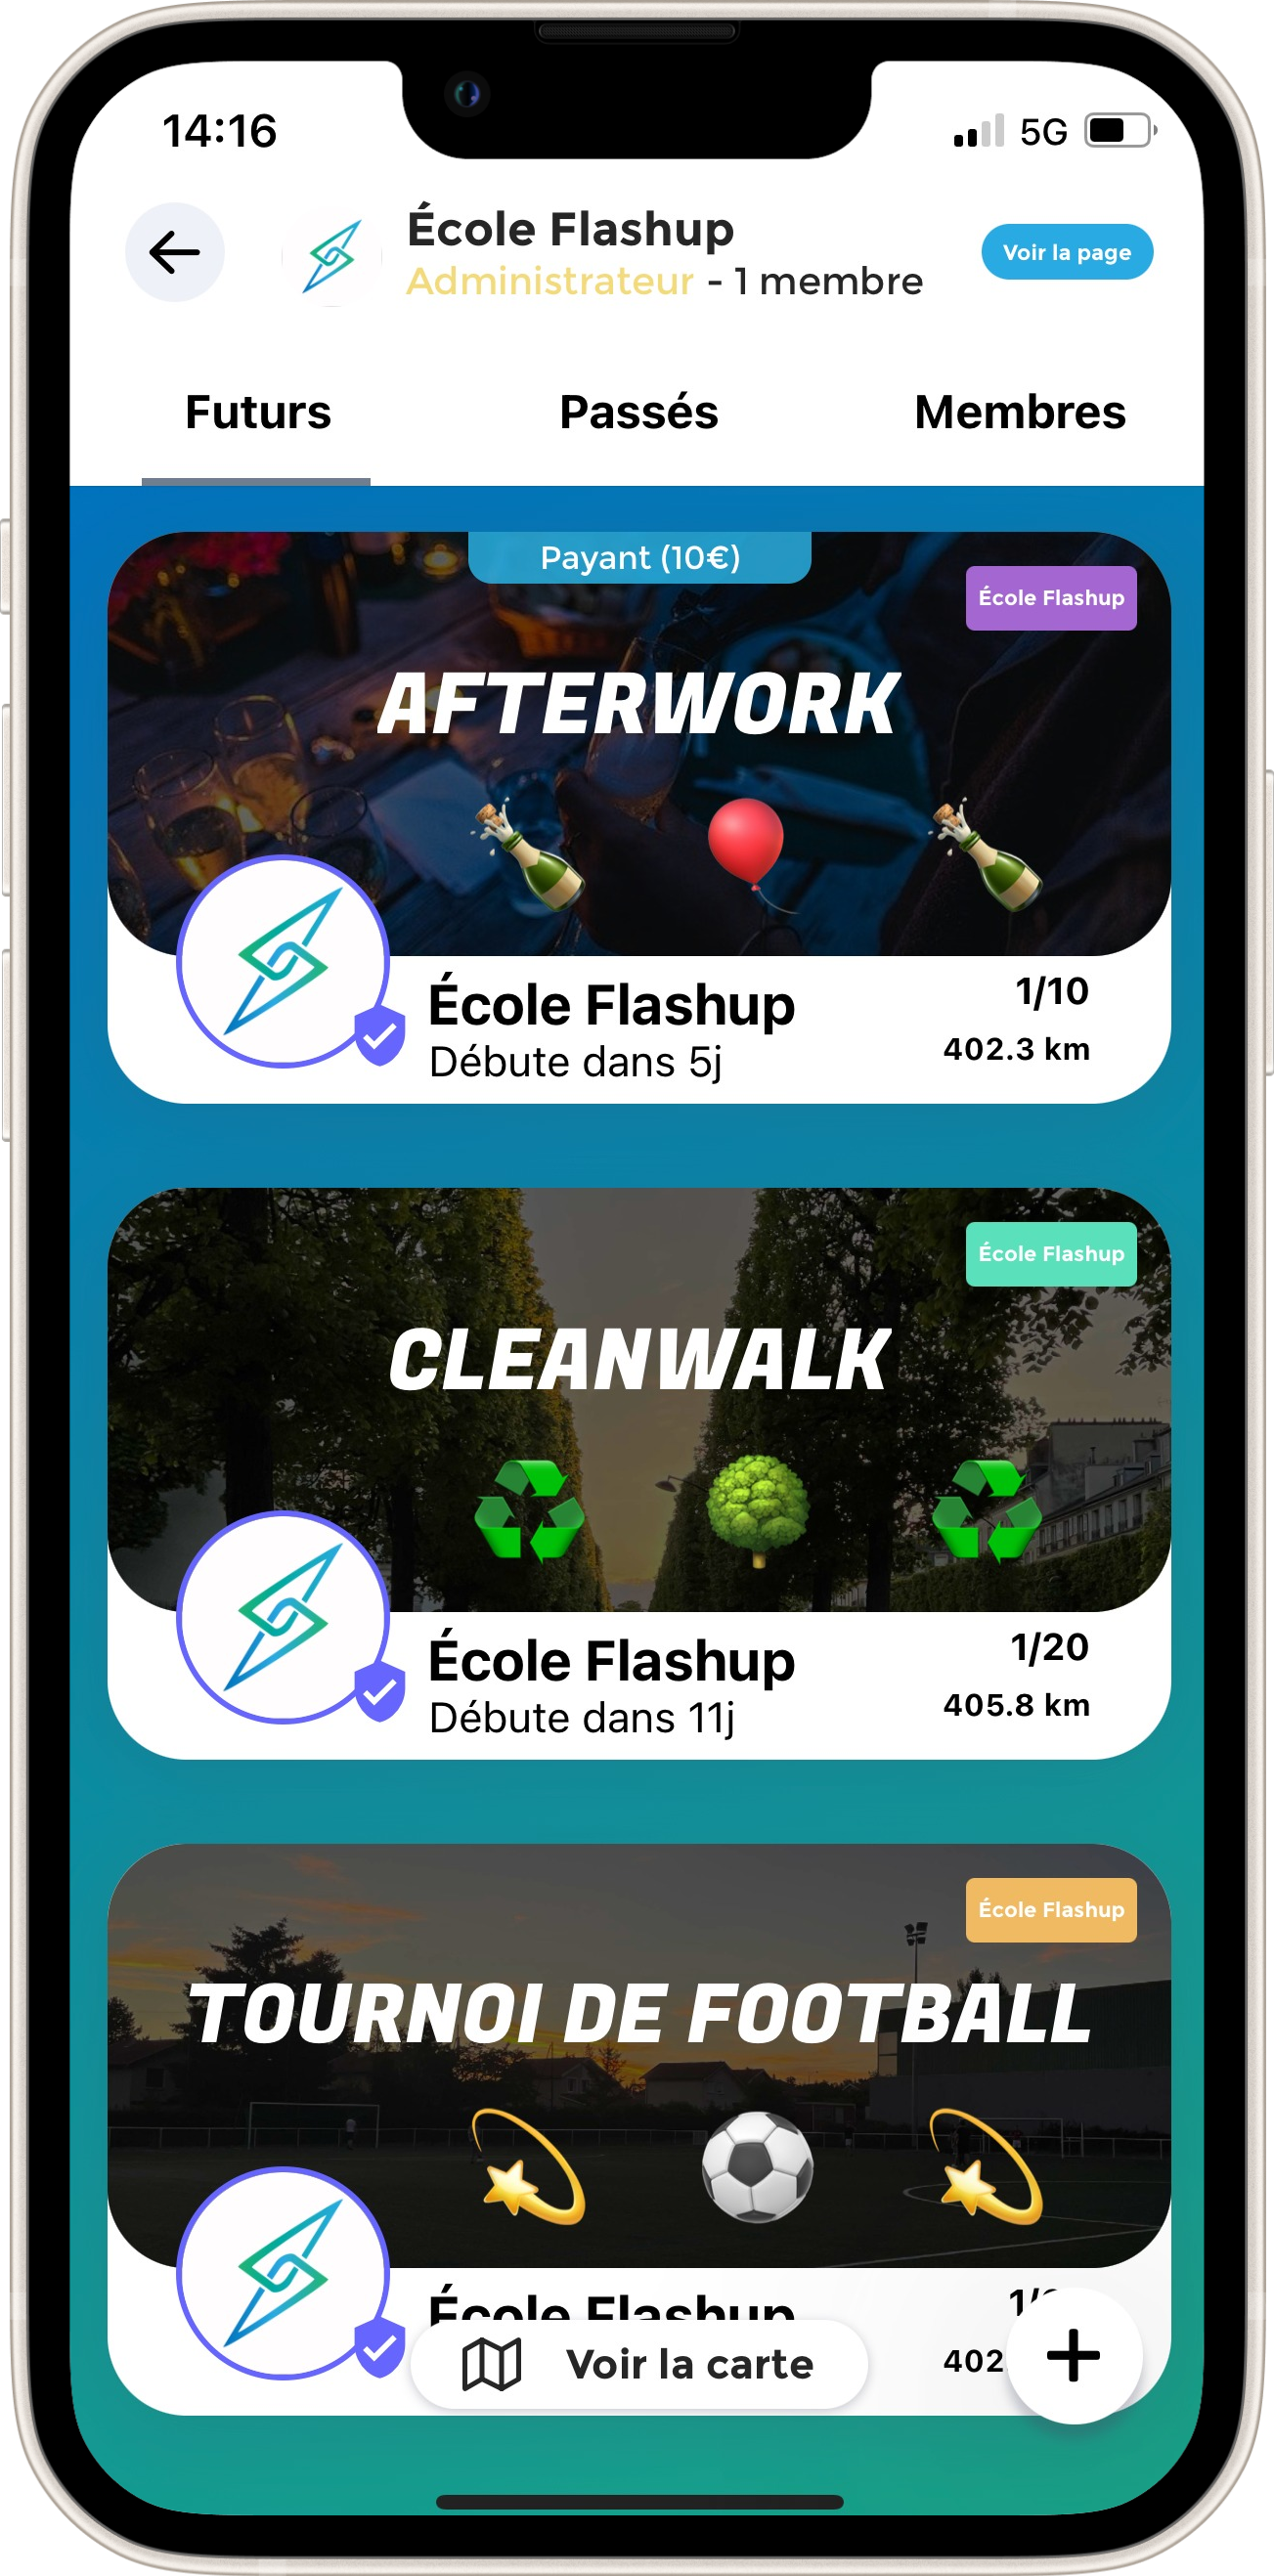 14:16
5G
École Flashup
Administrateur - 1 membre
Voir la page
Futurs
Passés
Membres
Payant (10€)
École Flashup
AFTERWORK
École Flashup
1/10
Débute dans 5j
402.3 km
École Flashup
CLEANWALK
École Flashup
1/20
Débute dans 11j
405.8 km
École Flashup
TOURNOI DE FOOTBALL
École Flashup
1/
Voir la carte
402